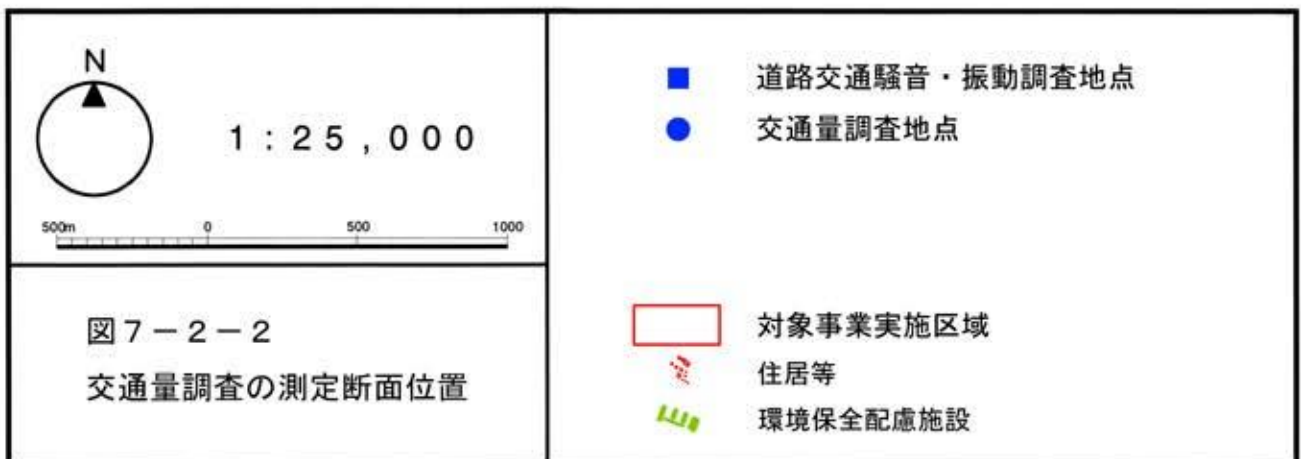 N
1:25,000
500m 0 500 1000
図7-2-2
交通量調査の測定断面位置
道路交通騒音・振動調査地点
交通量調査地点
対象事業実施区域
住居等
環境保全配慮施設